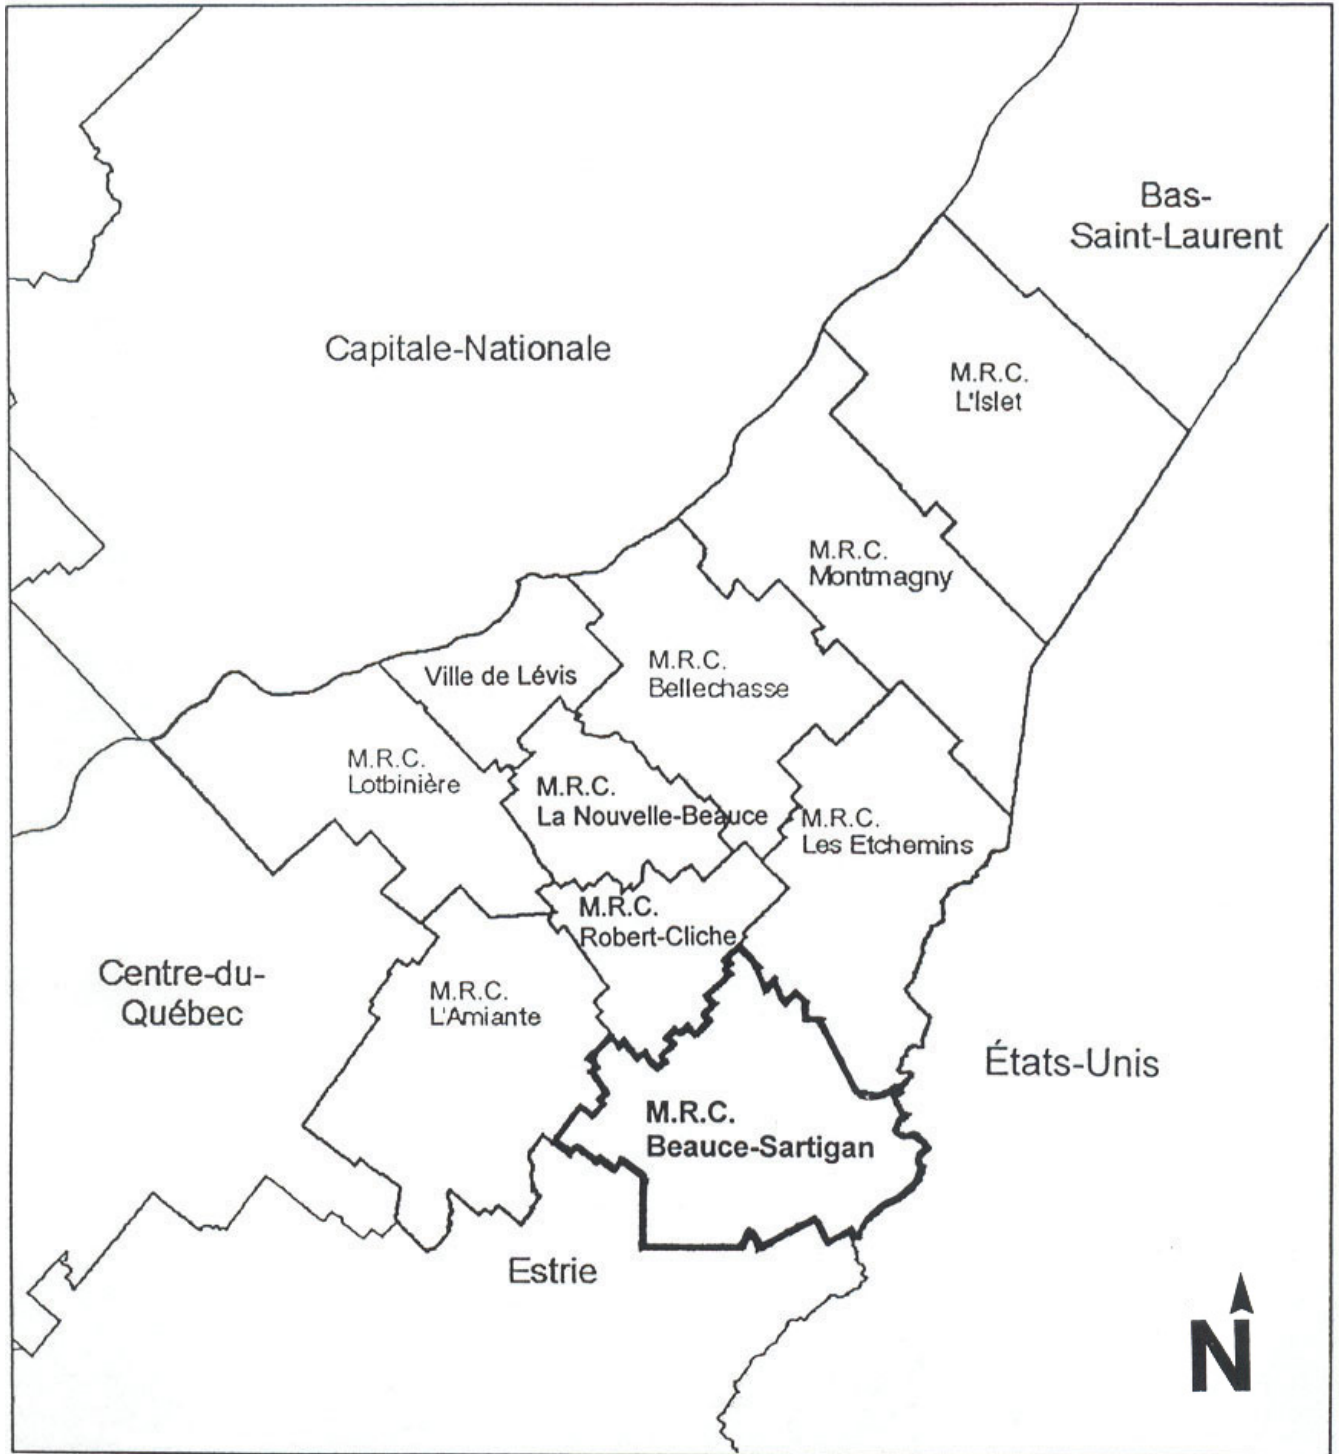 Bas-
Saint-Laurent
Capitale-Nationale
M.R.C.
L'Islet
M.R.C.
Montmagny
M.R.C.
Bellechasse
Ville de Lévis
M.R.C.
Lotbinière
M.R.C.
La Nouvelle-Beauce
M.R.C.
Les Etchemins
M.R.C.
Robert-Cliche
Centre-du-
Québec
M.R.C.
L'Amiante
États-Unis
M.R.C.
Beauce-Sartigan
Estrie
N